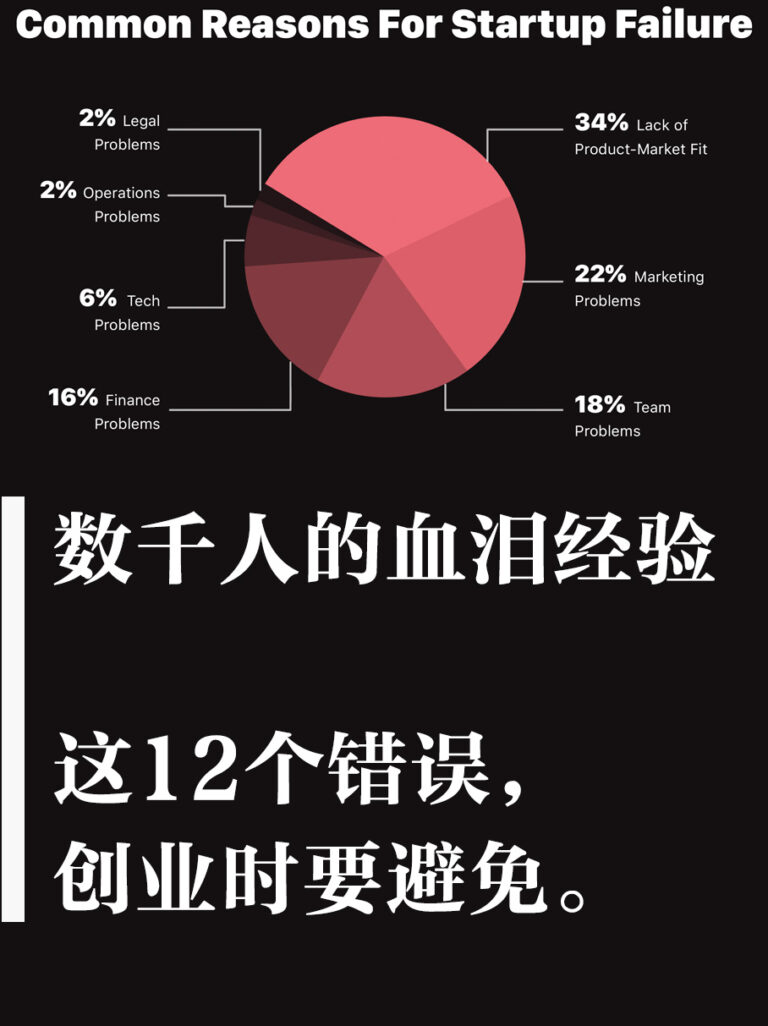 Common Reasons For Startup Failure
2% Legal
Problems
34% Lack of
Product-Market Fit
2% Operations
Problems
22% Marketing
Problems
6% Tech
Problems
16% Finance
Problems
18% Team
Problems
数千人的血泪经验
这12个错误，
创业时要避免。